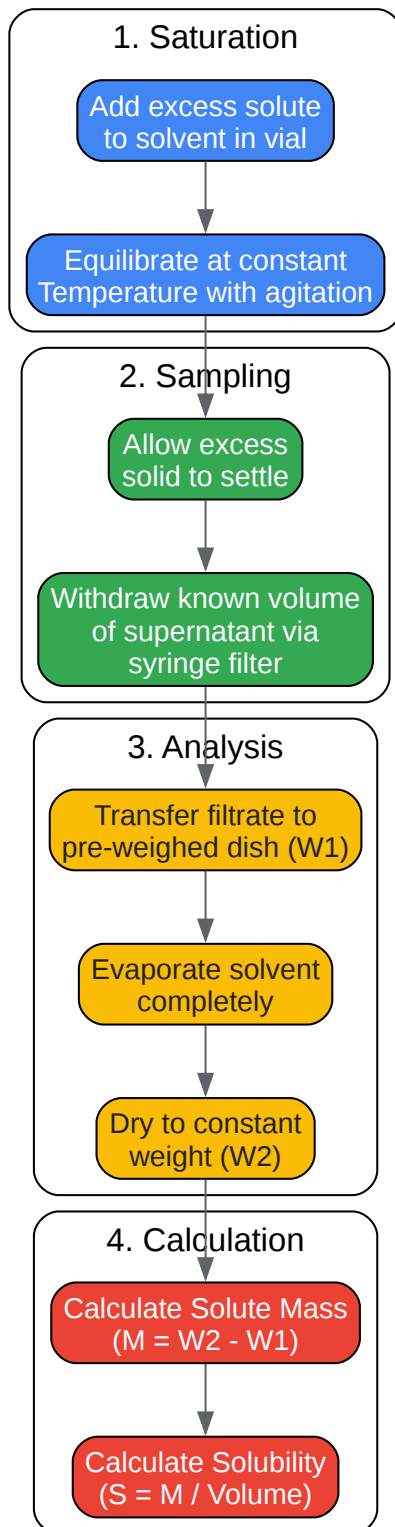 1. Saturation
Add excess solute
to solvent in vial
Equilibrate at constant
Temperature with agitation
2. Sampling
Allow excess
solid to settle
Withdraw known volume
of supernatant via
syringe filter
3. Analysis
Transfer filtrate to
pre-weighed dish (W1)
Evaporate solvent
completely
Dry to constant
weight (W2)
4. Calculation
Calculate Solute Mass
(M = W2 - W1)
Calculate Solubility
(S = M / Volume)